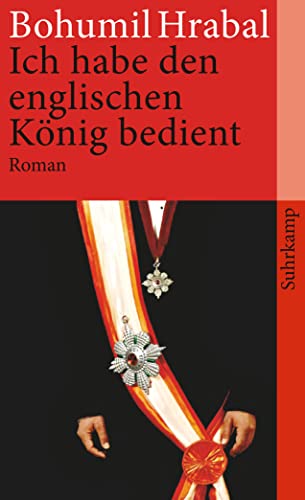 Bohumil Hrabal
Ich habe den
englischen
König bedient
Roman
Suhrkamp